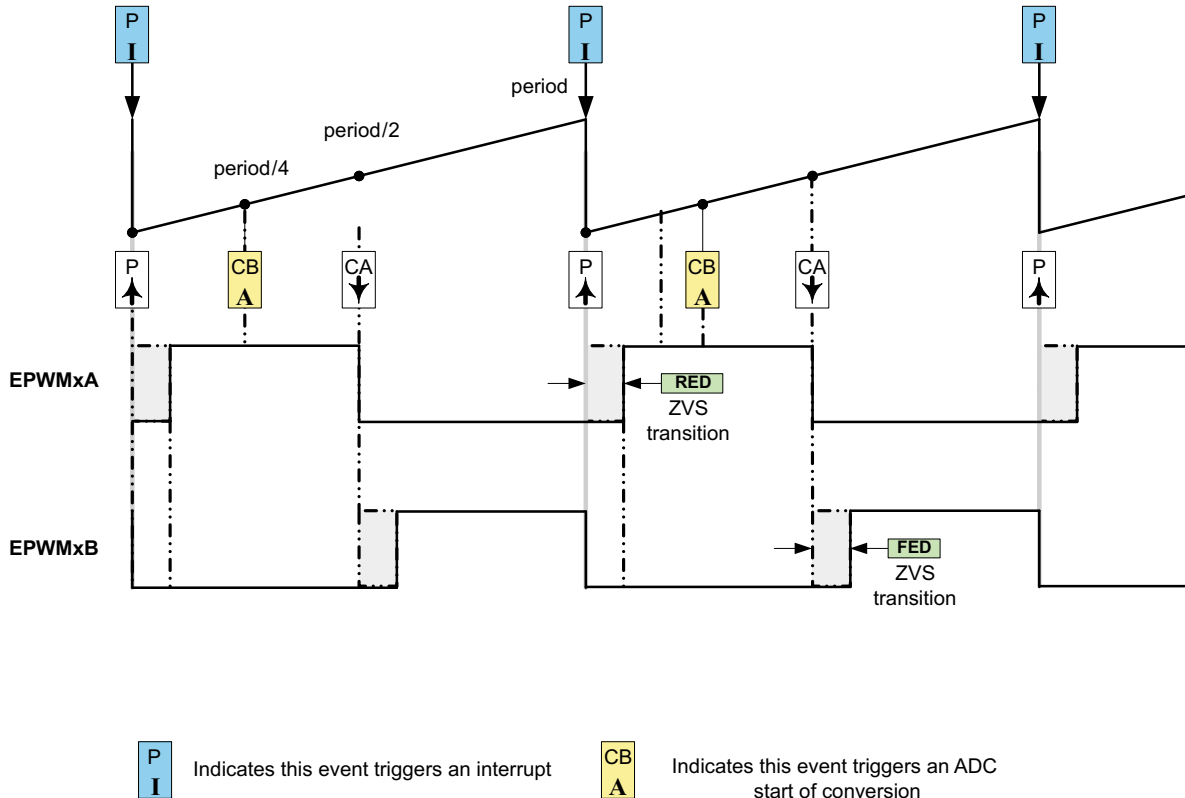 P
I
P
I
P
I
period
period/2
period/4
P
CB
A
CA
P
CB
A
CA
P
EPWMxA
RED
ZVS
transition
EPWMxB
FED
ZVS
transition
P
I
Indicates this event triggers an interrupt
CB
A
Indicates this event triggers an ADC
start of conversion